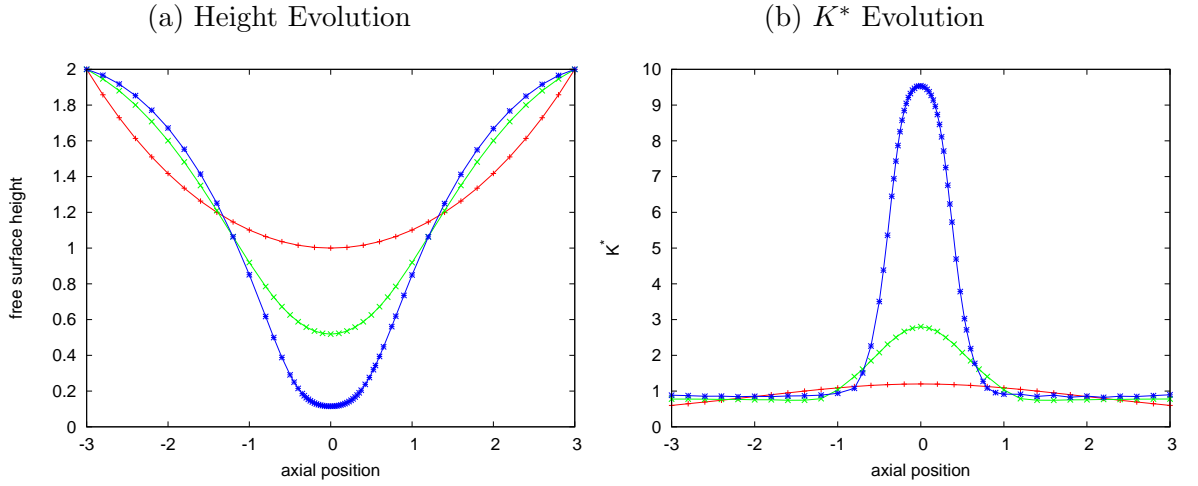 (a) Height Evolution
free surface height
2
1.8
1.6
1.4
1.2
1
0.8
0.6
0.4
0.2
0
-3 -2 -1 0 1 2 3
axial position
(b) K* Evolution
K*
10
9
8
7
6
5
4
3
2
1
0
-3 -2 -1 0 1 2 3
axial position